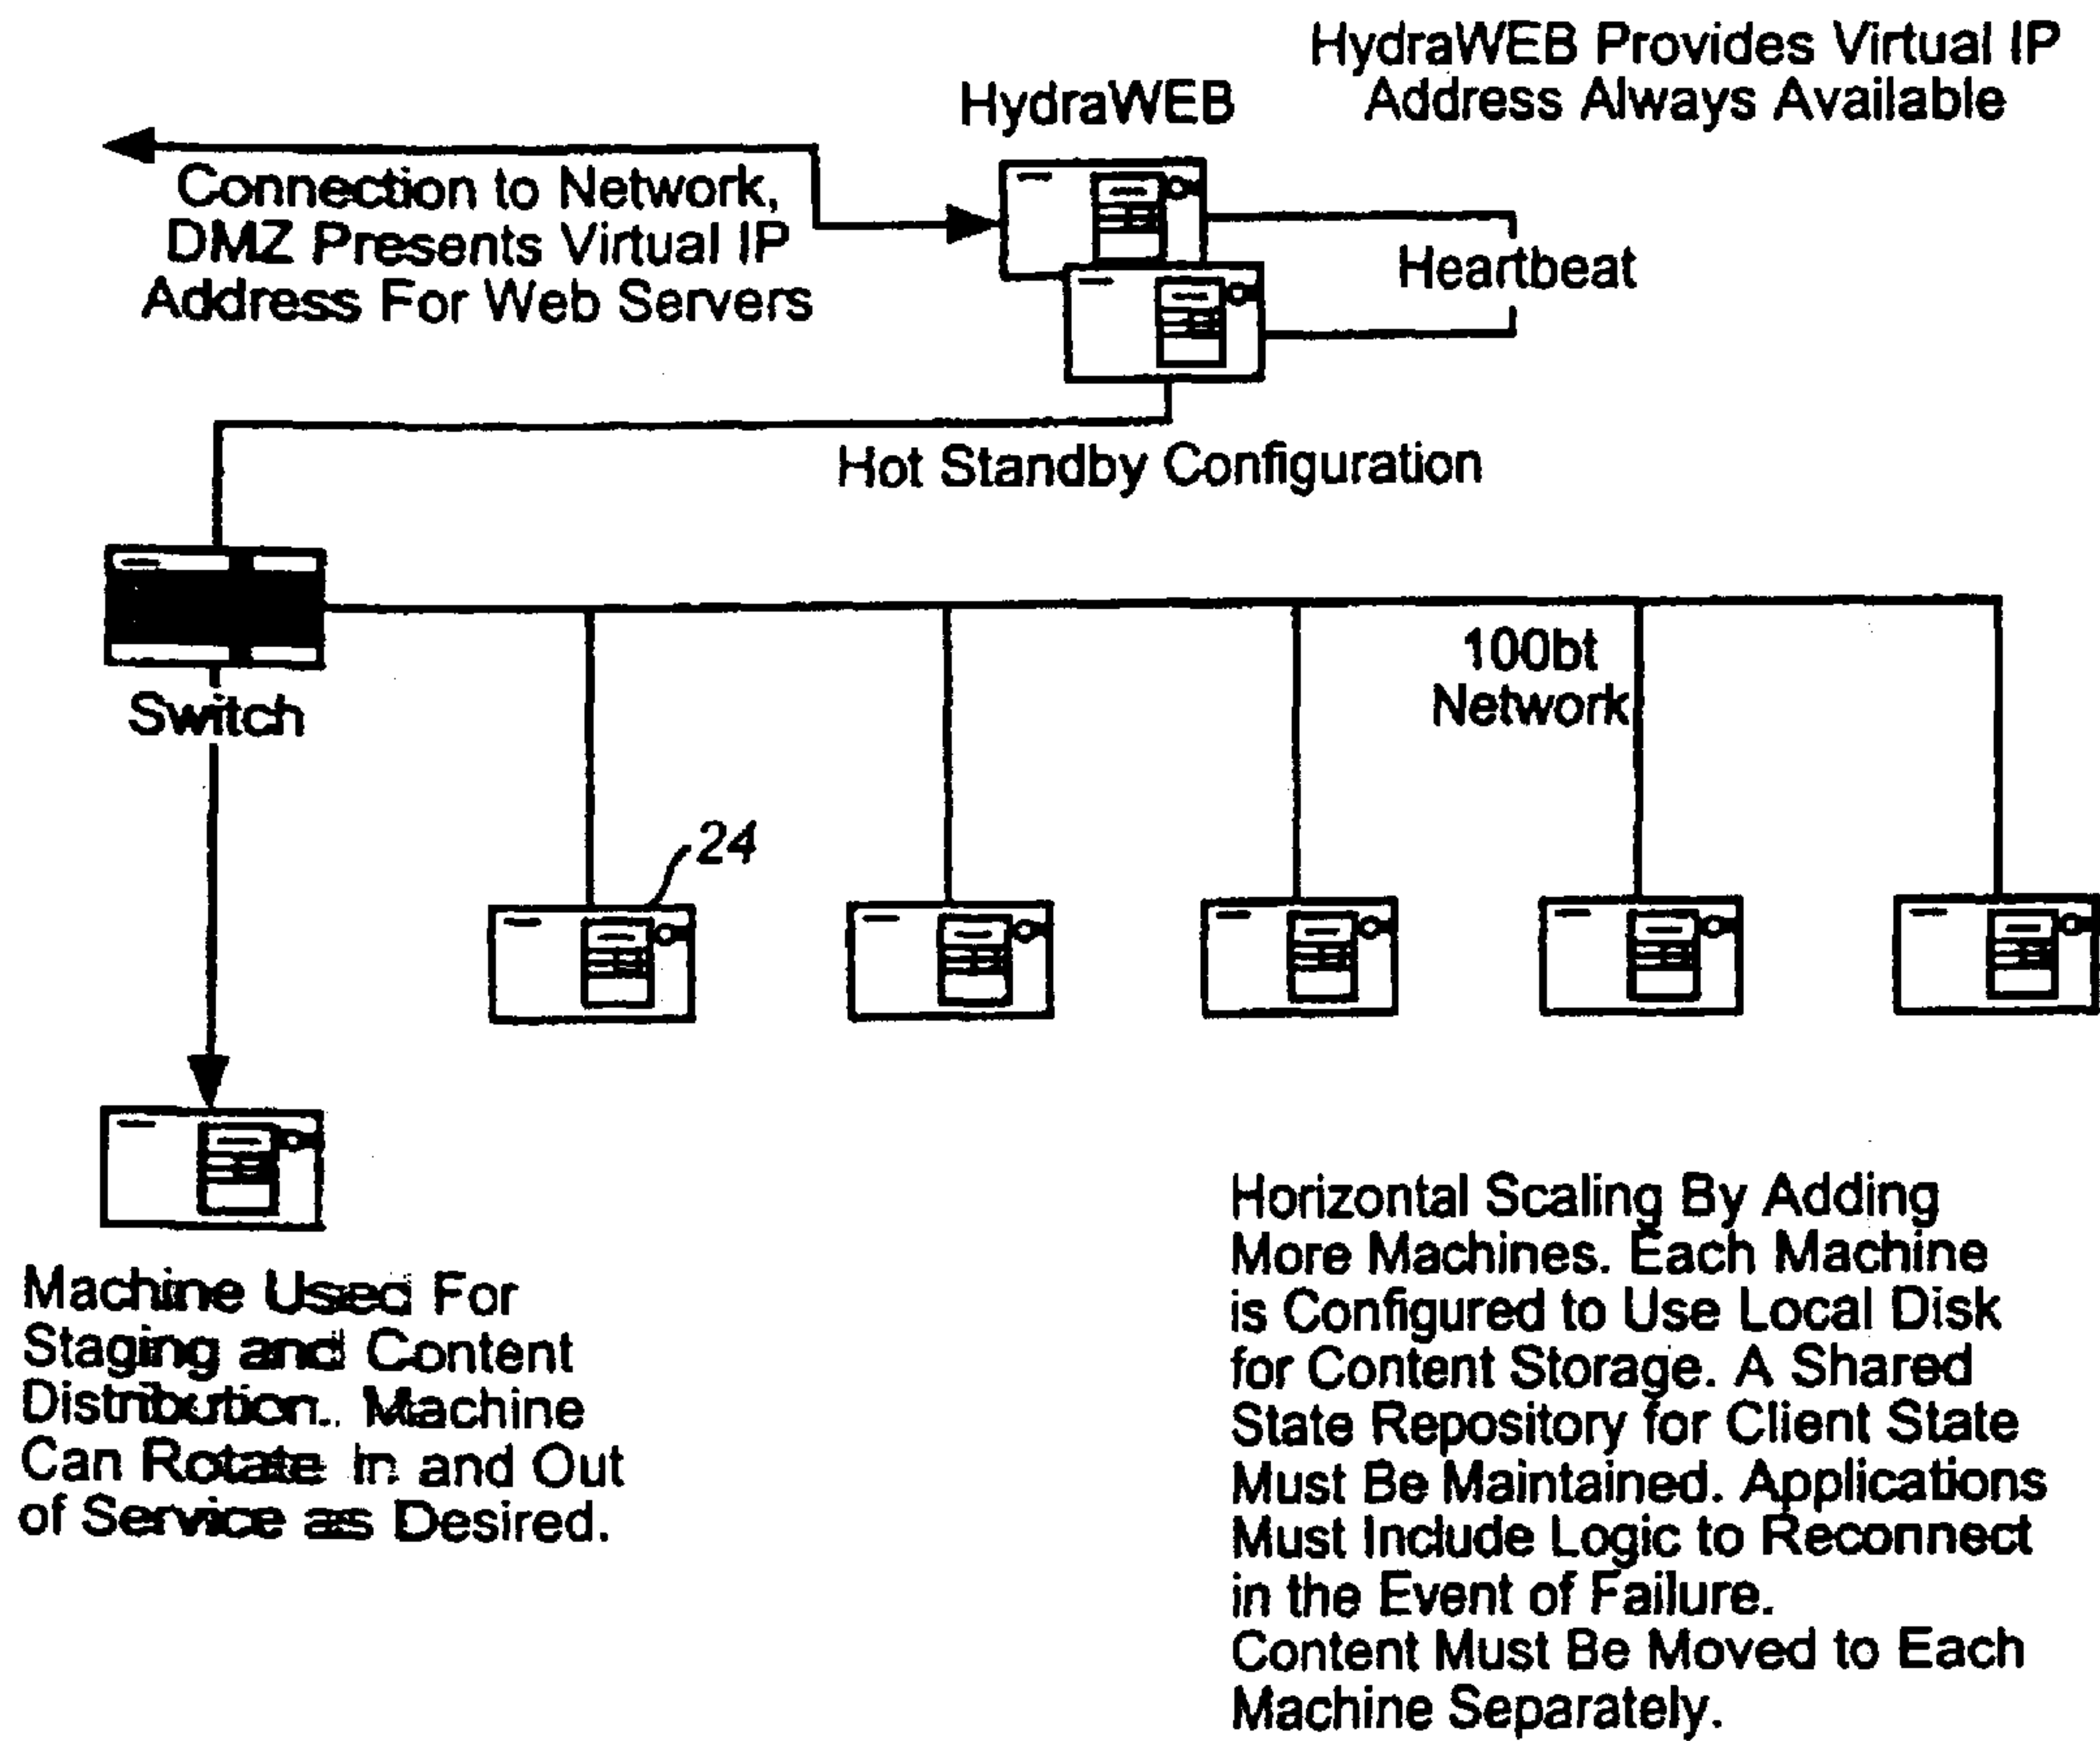 HydraWEB Provides Virtual IP
Address Always Available
HydraWEB
Connection to Network,
DMZ Presents Virtual IP
Address For Web Servers
Heartbeat
Hot Standby Configuration
100bt
Network
Switch
24
Machine Used For
Staging and Content
Distribution.. Machine
Can Rotate In and Out
of Service as Desired.
Horizontal Scaling By Adding
More Machines. Each Machine
is Configured to Use Local Disk
for Content Storage. A Shared
State Repository for Client State
Must Be Maintained. Applications
Must Include Logic to Reconnect
in the Event of Failure.
Content Must Be Moved to Each
Machine Separately.